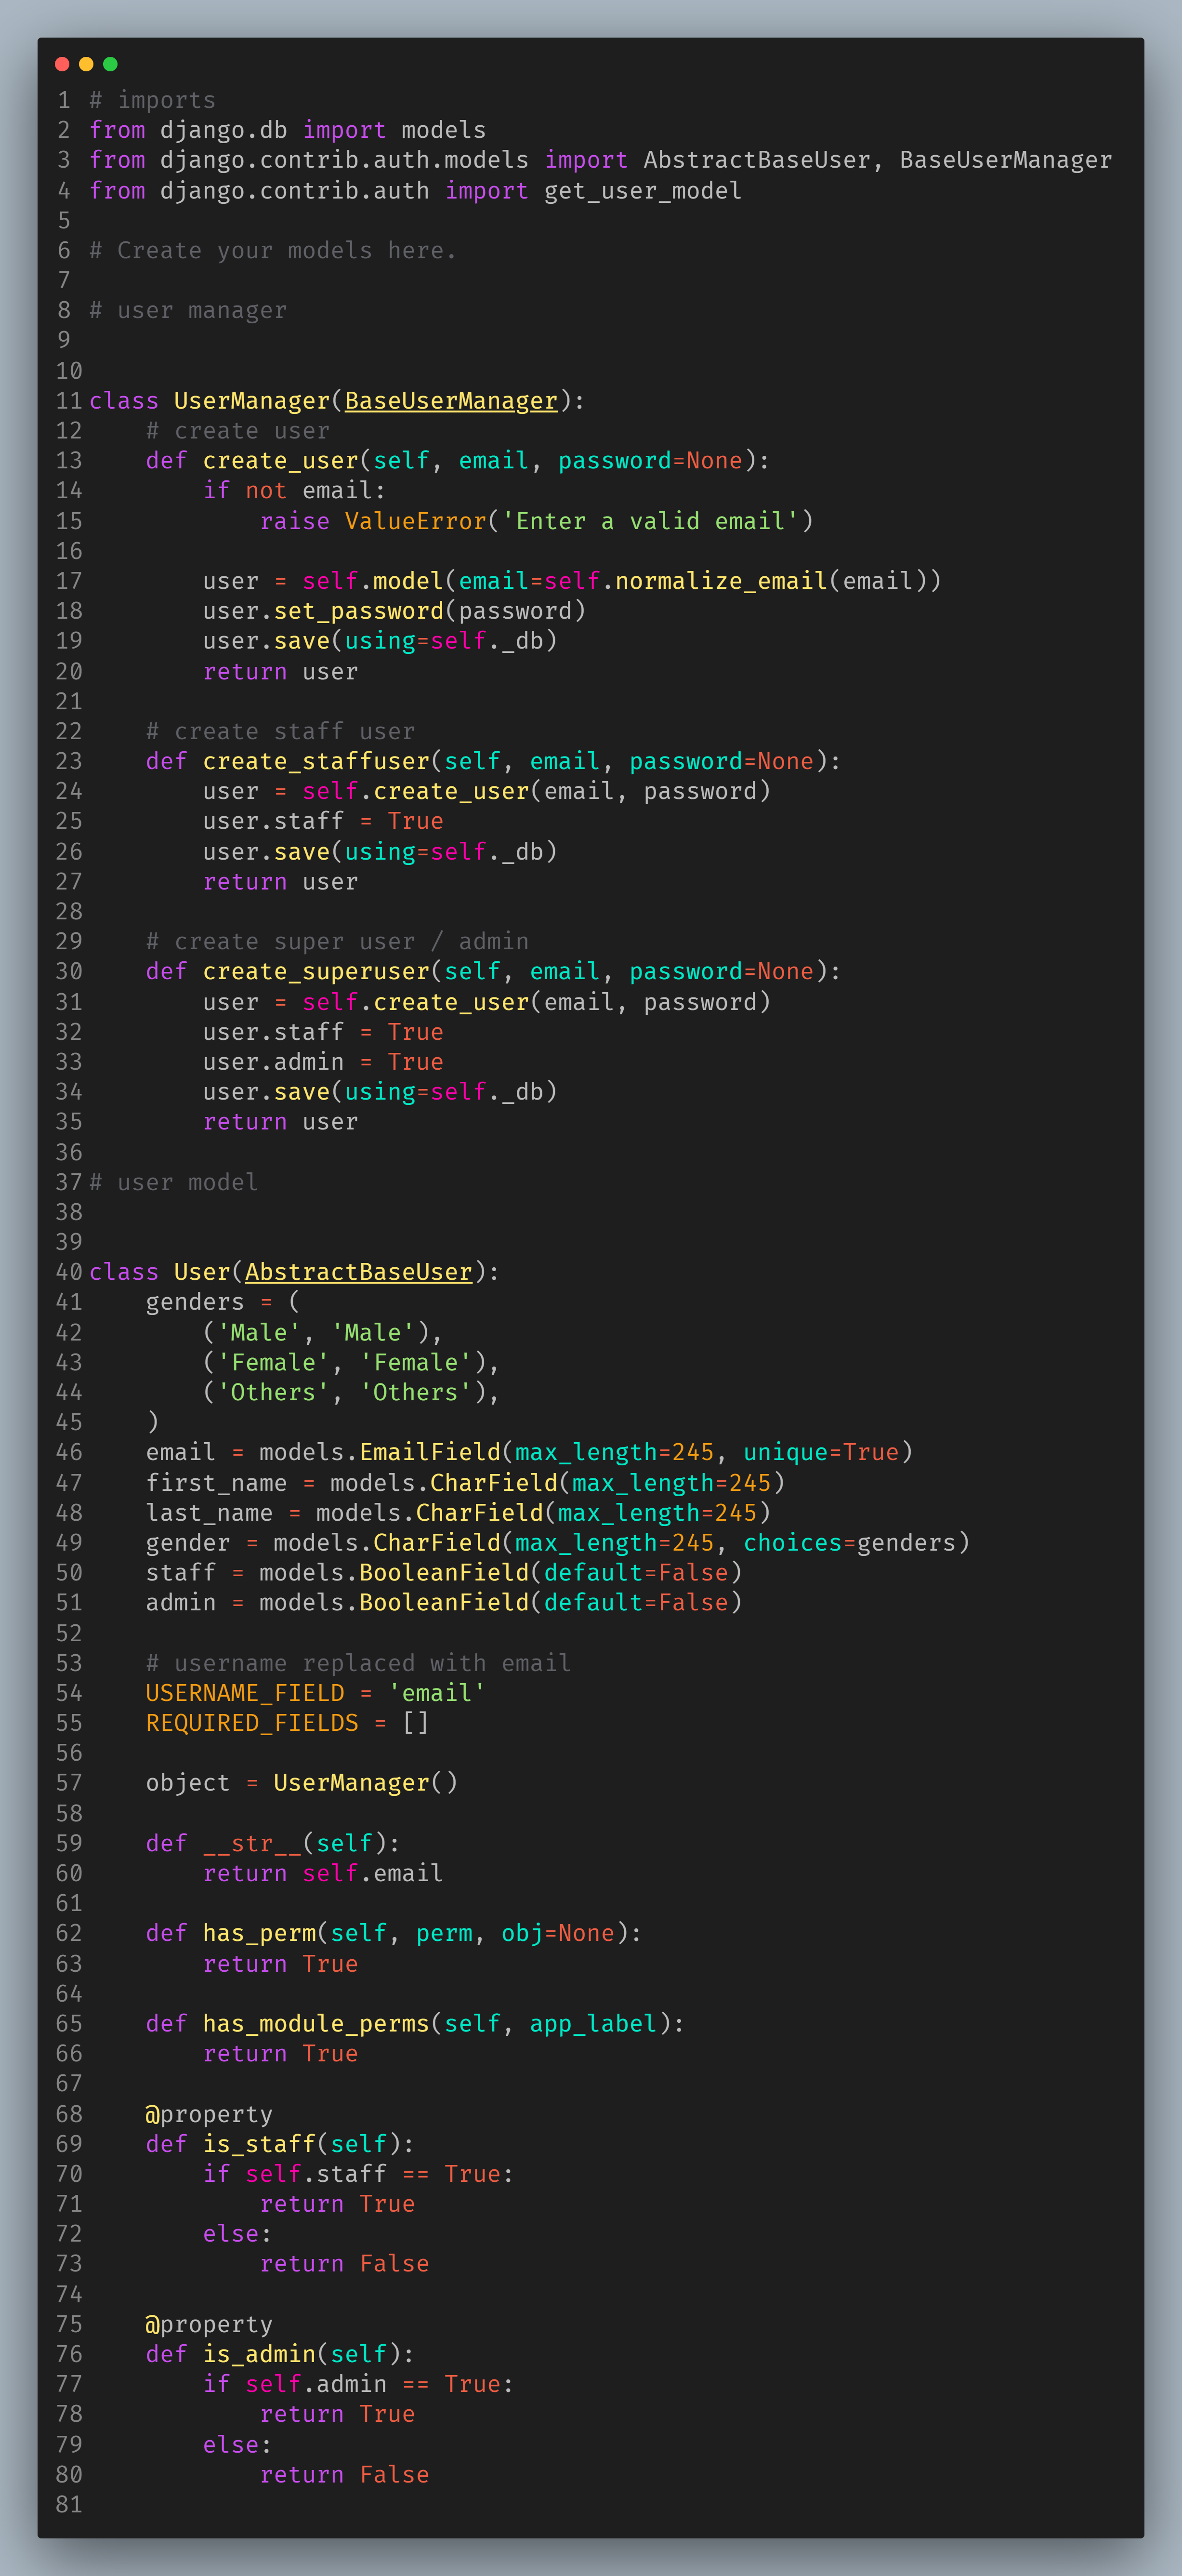 1 # imports
2 from django.db import models
3 from django.contrib.auth.models import AbstractBaseUser, BaseUserManager
4 from django.contrib.auth import get_user_model
5
6 # Create your models here.
7
8 # user manager
9
10
11 class UserManager(BaseUserManager):
12     # create user
13     def create_user(self, email, password=None):
14         if not email:
15             raise ValueError('Enter a valid email')
16
17         user = self.model(email=self.normalize_email(email))
18         user.set_password(password)
19         user.save(using=self._db)
20         return user
21
22     # create staff user
23     def create_staffuser(self, email, password=None):
24         user = self.create_user(email, password)
25         user.staff = True
26         user.save(using=self._db)
27         return user
28
29     # create super user / admin
30     def create_superuser(self, email, password=None):
31         user = self.create_user(email, password)
32         user.staff = True
33         user.admin = True
34         user.save(using=self._db)
35         return user
36
37 # user model
38
39
40 class User(AbstractBaseUser):
41     genders = (
42         ('Male', 'Male'),
43         ('Female', 'Female'),
44         ('Others', 'Others'),
45     )
46     email = models.EmailField(max_length=245, unique=True)
47     first_name = models.CharField(max_length=245)
48     last_name = models.CharField(max_length=245)
49     gender = models.CharField(max_length=245, choices=genders)
50     staff = models.BooleanField(default=False)
51     admin = models.BooleanField(default=False)
52
53     # username replaced with email
54     USERNAME_FIELD = 'email'
55     REQUIRED_FIELDS = []
56
57     object = UserManager()
58
59     def __str__(self):
60         return self.email
61
62     def has_perm(self, perm, obj=None):
63         return True
64
65     def has_module_perms(self, app_label):
66         return True
67
68     @property
69     def is_staff(self):
70         if self.staff == True:
71             return True
72         else:
73             return False
74
75     @property
76     def is_admin(self):
77         if self.admin == True:
78             return True
79         else:
80             return False
81